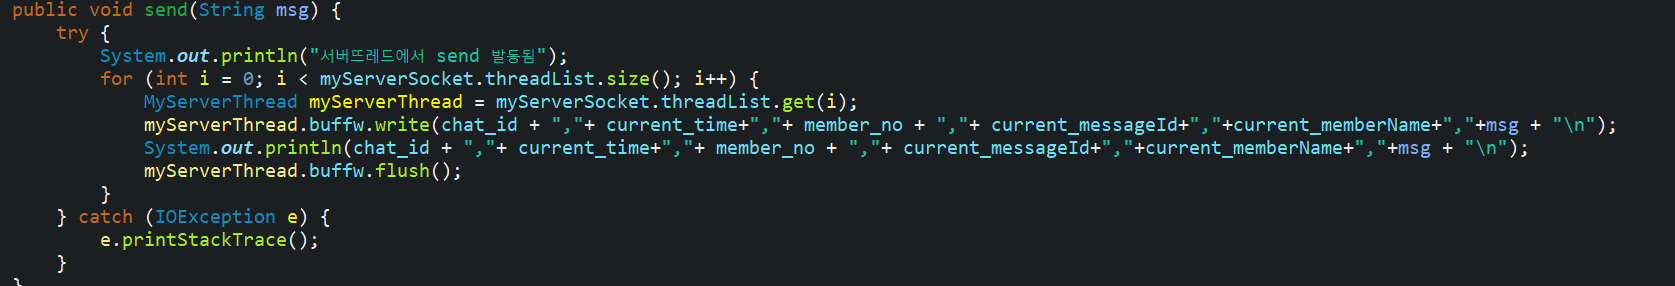 public void send(String msg) {
try {
System.out.println("서버뜨레드에서 send 발동됨");
for (int i = 0; i < myServerSocket.threadList.size(); i++) {
MyServerThread myServerThread = myServerSocket.threadList.get(i);
myServerThread.buffw.write(chat_id + ","+ current_time+","+ member_no + ","+ current_messageId+","+current_memberName+","+msg + "\n");
System.out.println(chat_id + ","+ current_time+","+ member_no + ","+ current_messageId+","+current_memberName+","+msg + "\n");
myServerThread.buffw.flush();
}
} catch (IOException e) {
e.printStackTrace();
}
}